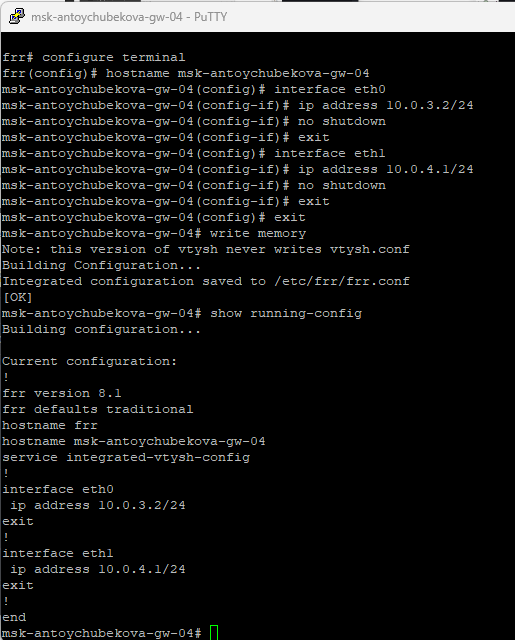 msk-antoychubekova-gw-04 - PuTTY
frr# configure terminal
frr(config)# hostname msk-antoychubekova-gw-04
msk-antoychubekova-gw-04(config)# interface eth0
msk-antoychubekova-gw-04(config-if)# ip address 10.0.3.2/24
msk-antoychubekova-gw-04(config-if)# no shutdown
msk-antoychubekova-gw-04(config-if)# exit
msk-antoychubekova-gw-04(config)# interface eth1
msk-antoychubekova-gw-04(config-if)# ip address 10.0.4.1/24
msk-antoychubekova-gw-04(config-if)# no shutdown
msk-antoychubekova-gw-04(config-if)# exit
msk-antoychubekova-gw-04(config)# exit
msk-antoychubekova-gw-04# write memory
Note: this version of vtysh never writes vtysh.conf
Building Configuration...
Integrated configuration saved to /etc/frr/frr.conf
[OK]
msk-antoychubekova-gw-04# show running-config
Building configuration...
Current configuration:
!
frr version 8.1
frr defaults traditional
hostname frr
hostname msk-antoychubekova-gw-04
service integrated-vtysh-config
!
interface eth0
 ip address 10.0.3.2/24
exit
!
interface eth1
 ip address 10.0.4.1/24
exit
!
end
msk-antoychubekova-gw-04#